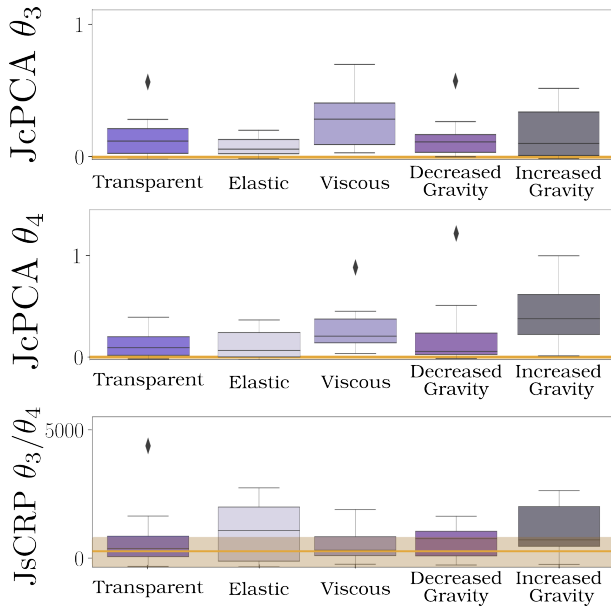 JcPCA θ₃
1
0
Transparent Elastic Viscous Decreased Gravity Increased Gravity
JcPCA θ₄
1
0
Transparent Elastic Viscous Decreased Gravity Increased Gravity
JsCRP θ₃/θ₄
5000
0
Transparent Elastic Viscous Decreased Gravity Increased Gravity